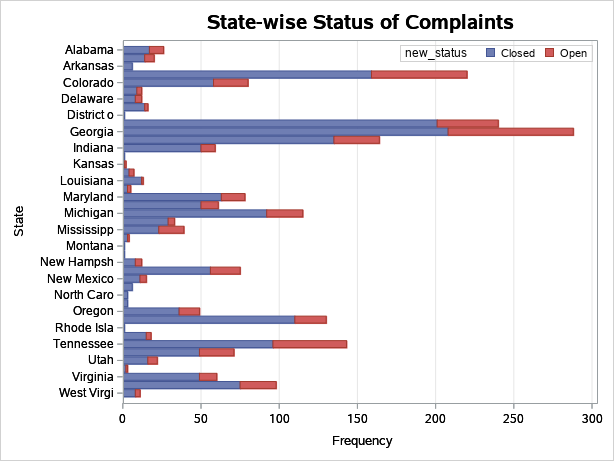 State-wise Status of Complaints
new_status Closed Open
Alabama
Arkansas
Colorado
Delaware
District o
Georgia
Indiana
Kansas
Louisiana
Maryland
Michigan
Mississipp
Montana
New Hampsh
New Mexico
North Caro
Oregon
Rhode Isla
Tennessee
Utah
Virginia
West Virgi
State
0 50 100 150 200 250 300
Frequency